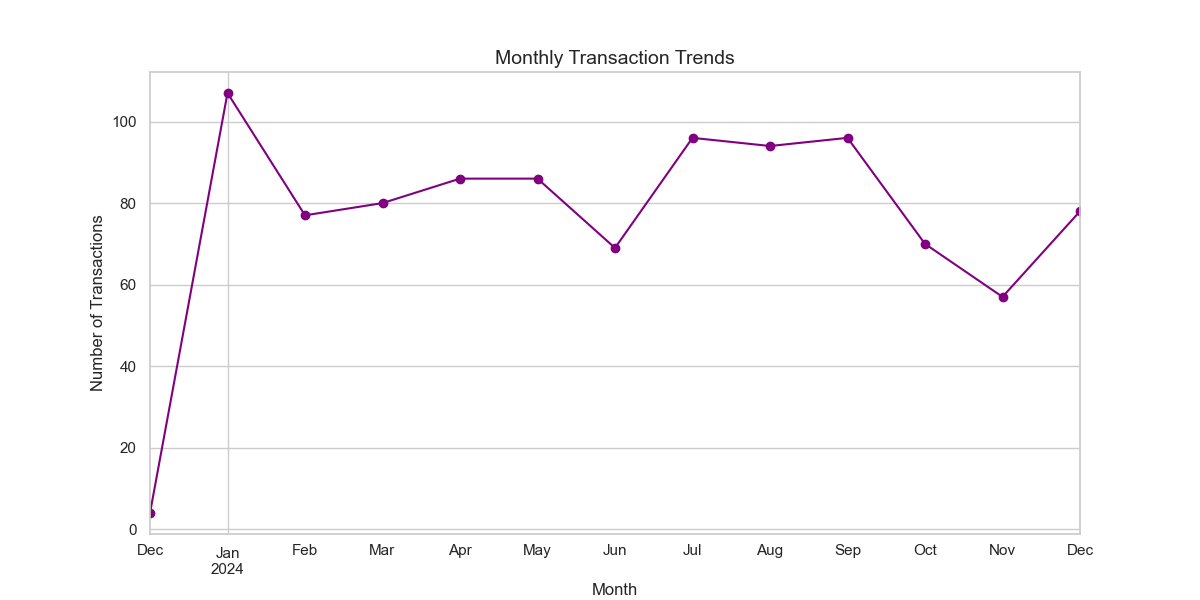 Monthly Transaction Trends
Number of Transactions
100
80
60
40
20
0
Dec Jan Feb Mar Apr May Jun Jul Aug Sep Oct Nov Dec
2024
Month